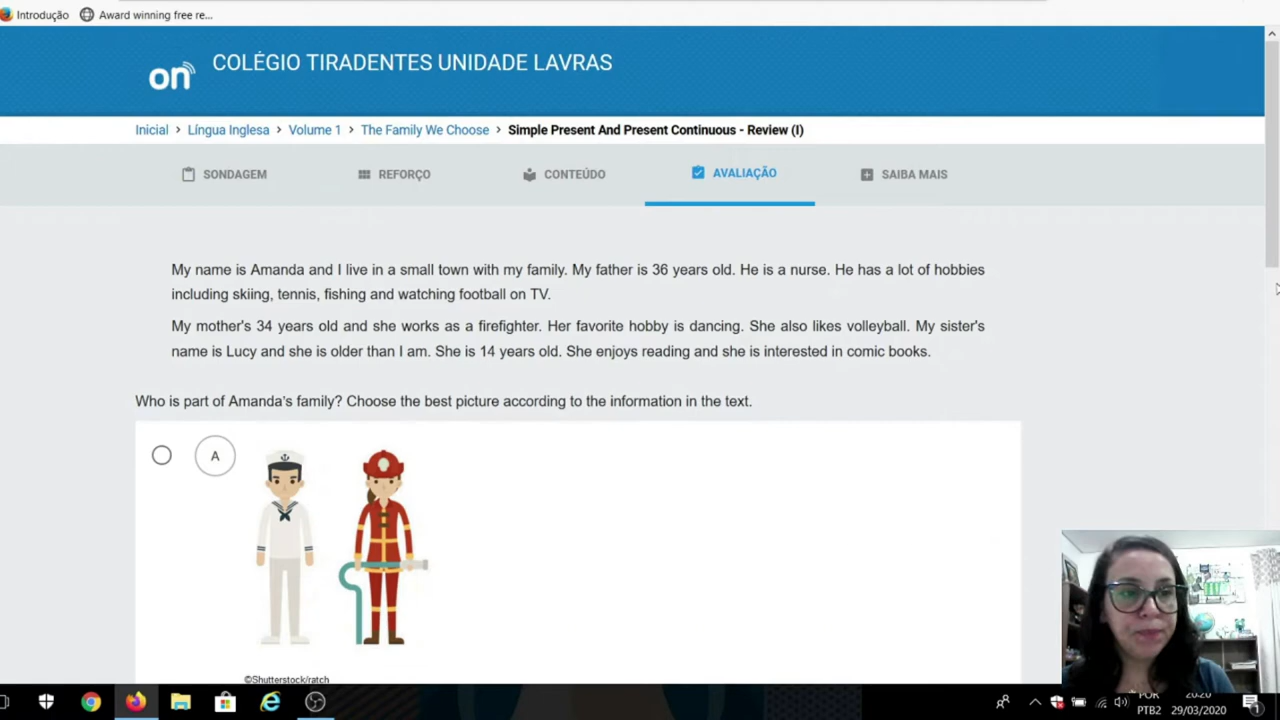 Introdução Award winning free re...
on
COLÉGIO TIRADENTES UNIDADE LAVRAS
Inicial > Língua Inglesa > Volume 1 > The Family We Choose > Simple Present And Present Continuous - Review (I)
SONDAGEM REFORÇO CONTEÚDO AVALIAÇÃO SAIBA MAIS
My name is Amanda and I live in a small town with my family. My father is 36 years old. He is a nurse. He has a lot of hobbies
including skiing, tennis, fishing and watching football on TV.
My mother's 34 years old and she works as a firefighter. Her favorite hobby is dancing. She also likes volleyball. My sister's
name is Lucy and she is older than I am. She is 14 years old. She enjoys reading and she is interested in comic books.
Who is part of Amanda's family? Choose the best picture according to the information in the text.
A
©Shutterstock/ratch
POR 20:20
PTB2 29/03/2020
1